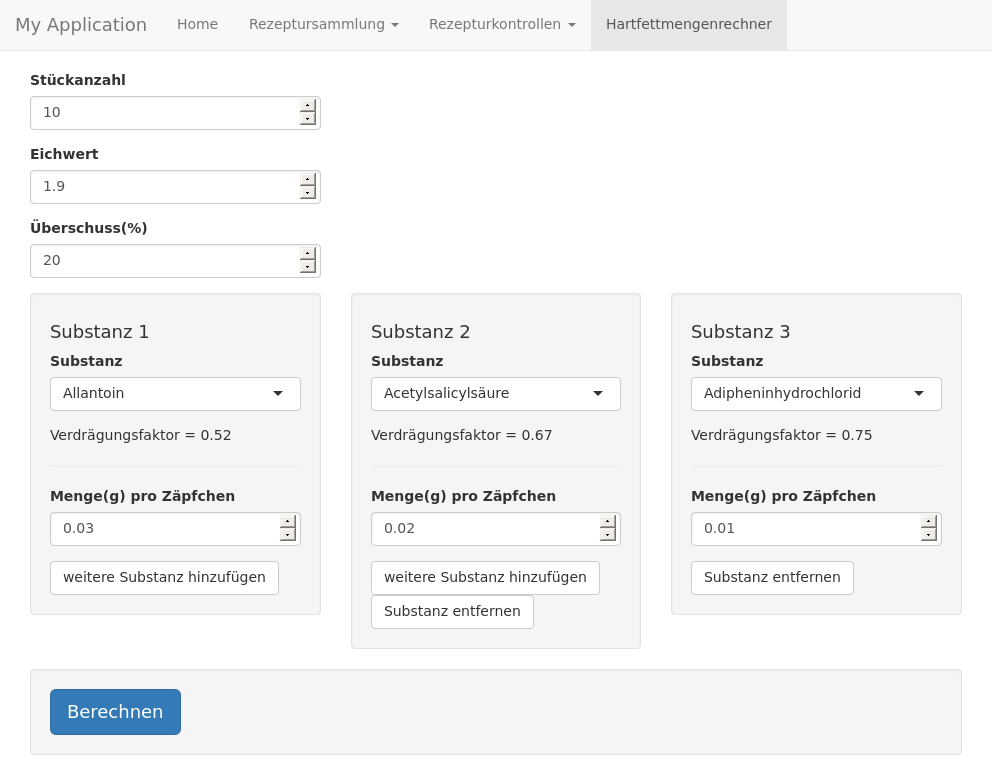 My Application Home Rezeptursammlung Rezepturkontrollen Hartfettmengenrechner
Stückanzahl
10
Eichwert
1.9
Überschuss(%)
20
Substanz 1
Substanz
Allantoin
Verdrägungsfaktor = 0.52
Menge(g) pro Zäpfchen
0.03
weitere Substanz hinzufügen
Substanz 2
Substanz
Acetylsalicylsäure
Verdrägungsfaktor = 0.67
Menge(g) pro Zäpfchen
0.02
weitere Substanz hinzufügen
Substanz entfernen
Substanz 3
Substanz
Adipheninhydrochlorid
Verdrägungsfaktor = 0.75
Menge(g) pro Zäpfchen
0.01
Substanz entfernen
Berechnen